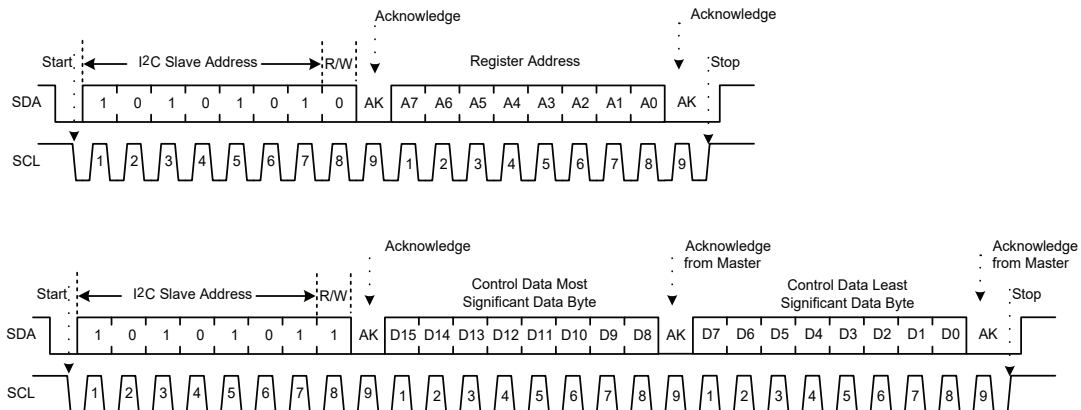 Acknowledge Acknowledge
Start I²C Slave Address R/W Register Address Stop
SDA 1 0 1 0 1 0 1 0 AK A7 A6 A5 A4 A3 A2 A1 A0 AK
SCL 1 2 3 4 5 6 7 8 9 1 2 3 4 5 6 7 8 9
Acknowledge Acknowledge from Master Acknowledge from Master
Start I²C Slave Address R/W Control Data Most Significant Data Byte Control Data Least Significant Data Byte Stop
SDA 1 0 1 0 1 0 1 1 AK D15 D14 D13 D12 D11 D10 D9 D8 AK D7 D6 D5 D4 D3 D2 D1 D0 AK
SCL 1 2 3 4 5 6 7 8 9 1 2 3 4 5 6 7 8 9 1 2 3 4 5 6 7 8 9